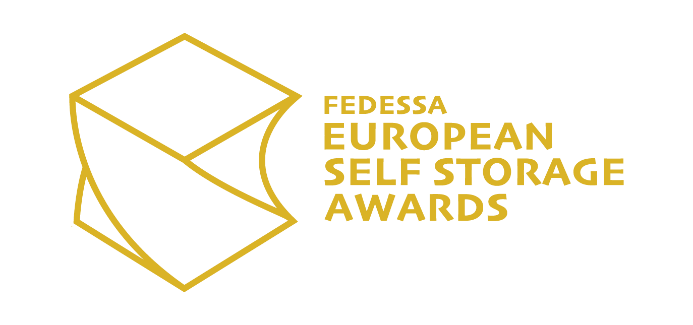 FEDESSA
EUROPEAN
SELF STORAGE
AWARDS